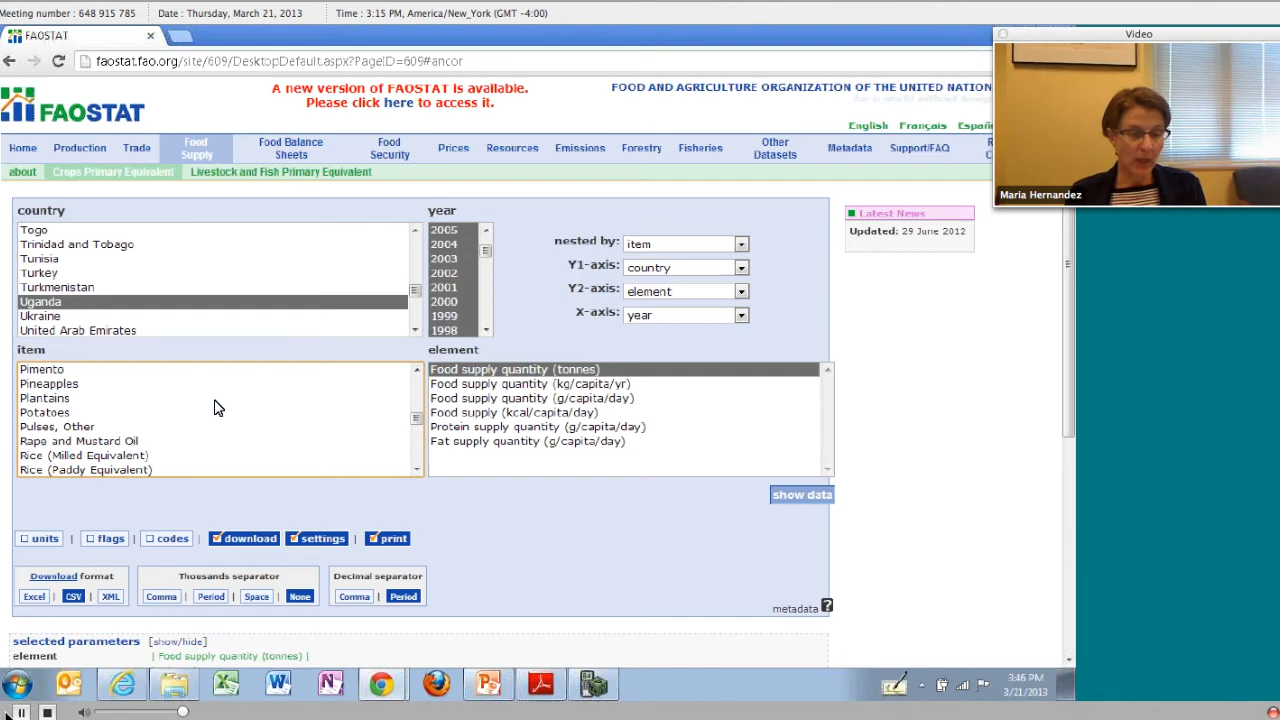 Meeting number : 648 915 785 Date : Thursday, March 21, 2013 Time : 3:15 PM, America/New_York (GMT -4:00)
FAOSTAT
Video
faostat.fao.org/site/609/DesktopDefault.aspx?PageID=609#ancor
A new version of FAOSTAT is available.
Please click here to access it.
FOOD AND AGRICULTURE ORGANIZATION OF THE UNITED NATION
FAOSTAT
English Français Españo
Home Production Trade Food Supply Food Balance Sheets Food Security Prices Resources Emissions Forestry Fisheries Other Datasets Metadata Support/FAQ
about Crops Primary Equivalent Livestock and Fish Primary Equivalent
Maria Hernandez
country
Togo
Trinidad and Tobago
Tunisia
Turkey
Turkmenistan
Uganda
Ukraine
United Arab Emirates
year
2005
2004
2003
2002
2001
2000
1999
1998
nested by: item
Y1-axis: country
Y2-axis: element
X-axis: year
Latest News
Updated: 29 June 2012
item
Pimento
Pineapples
Plantains
Potatoes
Pulses, Other
Rape and Mustard Oil
Rice (Milled Equivalent)
Rice (Paddy Equivalent)
element
Food supply quantity (tonnes)
Food supply quantity (kg/capita/yr)
Food supply quantity (g/capita/day)
Food supply (kcal/capita/day)
Protein supply quantity (g/capita/day)
Fat supply quantity (g/capita/day)
show data
units | flags | codes | download | settings | print
Download format
Excel | CSV | XML
Thousands separator
Comma | Period | Space | None
Decimal separator
Comma | Period
metadata ?
selected parameters [show/hide]
element | Food supply quantity (tonnes) |
3:46 PM
3/21/2013